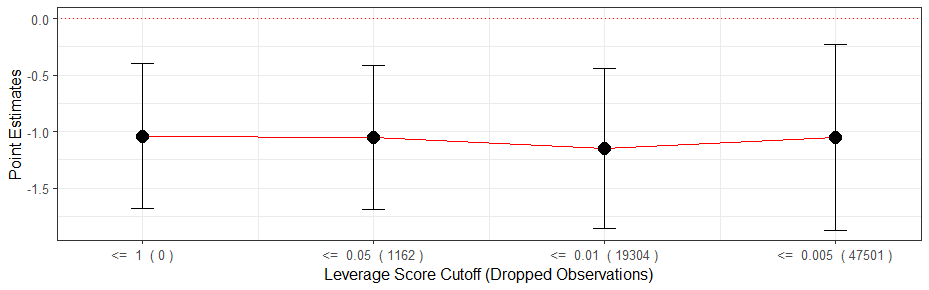 Point Estimates
0.0
-0.5
-1.0
-1.5
<= 1 ( 0 )
<= 0.05 ( 1162 )
<= 0.01 ( 19304 )
<= 0.005 ( 47501 )
Leverage Score Cutoff (Dropped Observations)